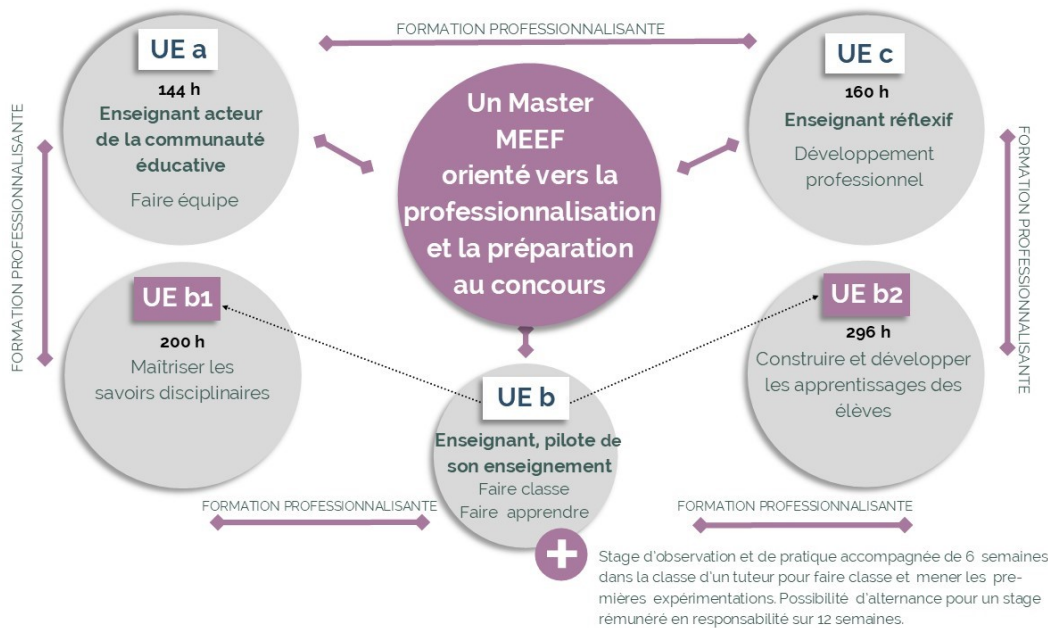 FORMATION PROFESSIONNALISANTE
UE a
144 h
Enseignant acteur
de la communauté
éducative
Faire équipe
Un Master
MEEF
orienté vers la
professionnalisation
et la préparation
au concours
UE c
160 h
Enseignant réflexif
Développement
professionnel
FORMATION PROFESSIONNALISANTE
FORMATION PROFESSIONNALISANTE
UE b1
200 h
Maîtriser les
savoirs disciplinaires
UE b2
296 h
Construire et développer
les apprentissages des
élèves
UE b
Enseignant, pilote de
son enseignement
Faire classe
Faire apprendre
FORMATION PROFESSIONNALISANTE
FORMATION PROFESSIONNALISANTE
+
Stage d'observation et de pratique accompagnée de 6 semaines
dans la classe d'un tuteur pour faire classe et mener les pre-
mières expérimentations. Possibilité d'alternance pour un stage
rémunéré en responsabilité sur 12 semaines.